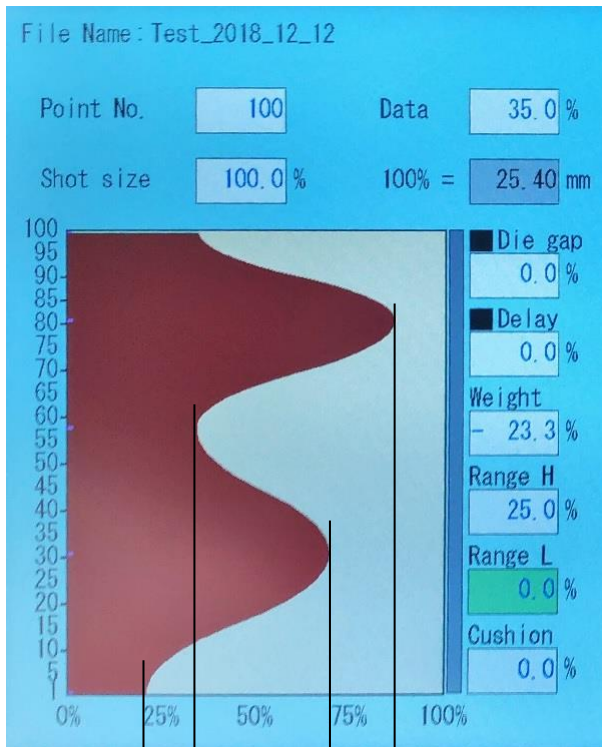 File Name：Test_2018_12_12
Point No. 100 Data 35.0 %
Shot size 100.0 % 100% = 25.40 mm
100
95
90
85
80
75
70
65
60
55
50
45
40
35
30
25
20
15
10
5
1
0% 25% 50% 75% 100%
Die gap
0.0 %
Delay
0.0 %
Weight
- 23.3 %
Range H
25.0 %
Range L
0.0 %
Cushion
0.0 %